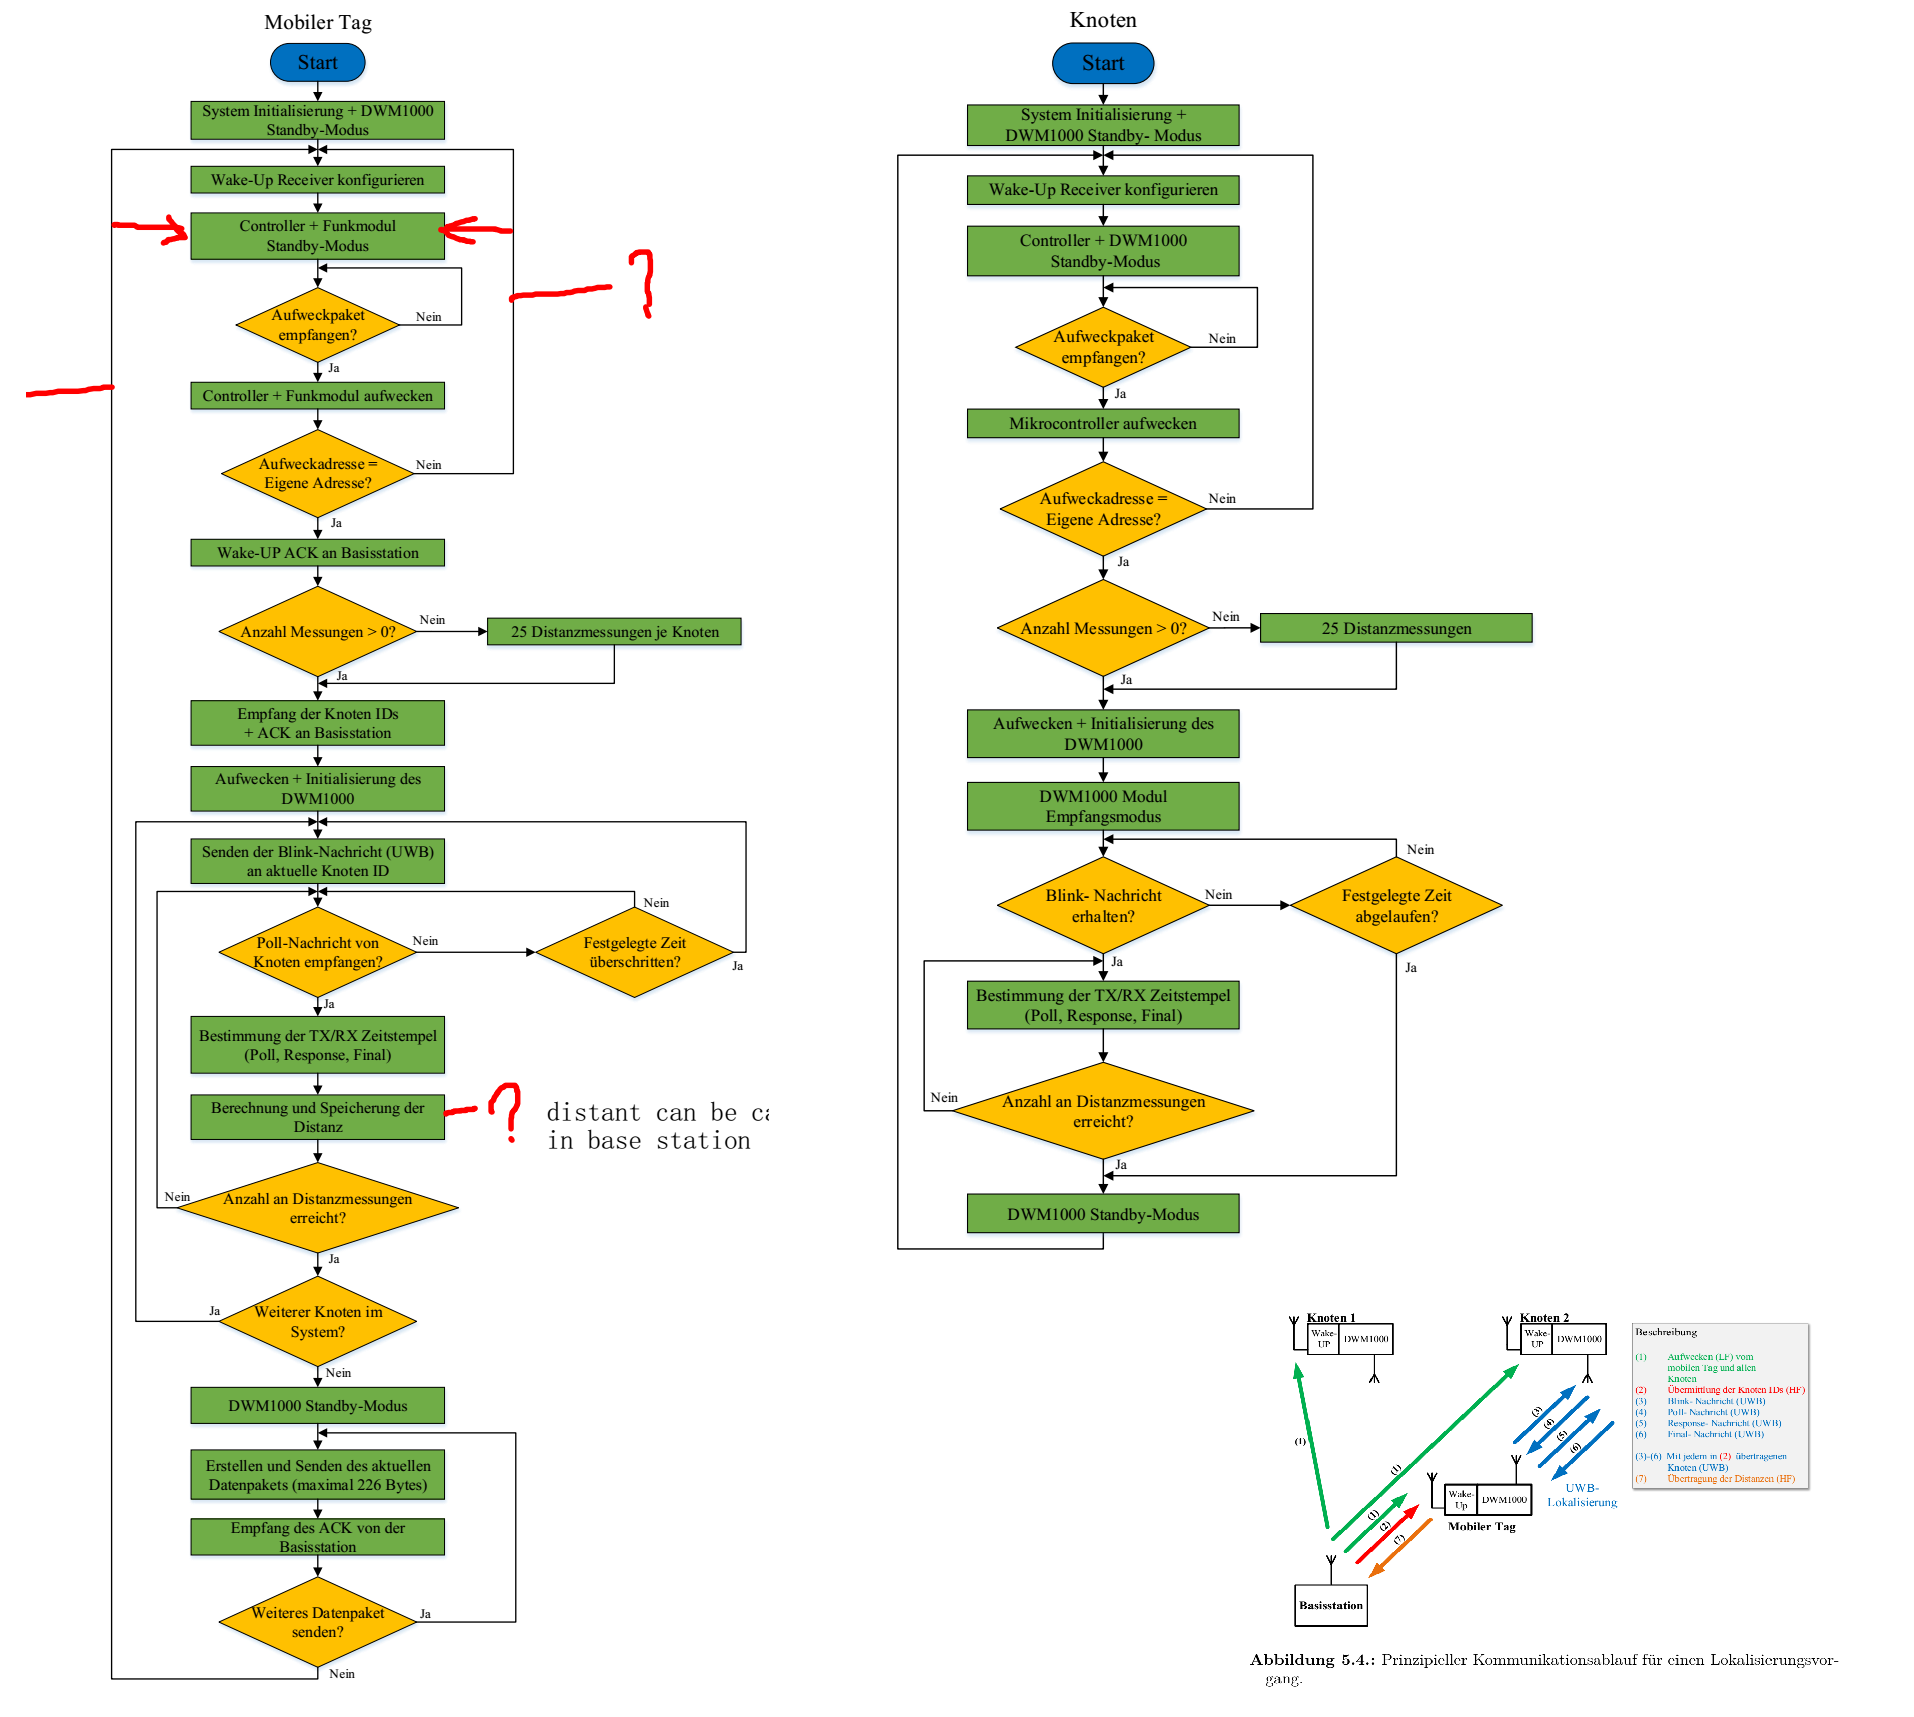 Mobiler Tag
Start
System Initialisierung + DWM1000
Standby-Modus
Wake-Up Receiver konfigurieren
Controller + Funkmodul
Standby-Modus
?
Aufweckpaket
empfangen?
Nein
Ja
Controller + Funkmodul aufwecken
Aufweckadresse =
Eigene Adresse?
Nein
Ja
Wake-UP ACK an Basisstation
Anzahl Messungen > 0?
Nein
25 Distanzmessungen je Knoten
Ja
Empfang der Knoten IDs
+ ACK an Basisstation
Aufwecken + Initialisierung des
DWM1000
Senden der Blink-Nachricht (UWB)
an aktuelle Knoten ID
Poll-Nachricht von
Knoten empfangen?
Nein
Festgelegte Zeit
überschritten?
Nein
Ja
Ja
Bestimmung der TX/RX Zeitstempel
(Poll, Response, Final)
Berechnung und Speicherung der
Distanz
?
distant can be
in base station
Anzahl an Distanzmessungen
erreicht?
Nein
Ja
Weiterer Knoten im
System?
Ja
Nein
DWM1000 Standby-Modus
Erstellen und Senden des aktuellen
Datenpakets (maximal 226 Bytes)
Empfang des ACK von der
Basisstation
Weiteres Datenpaket
senden?
Ja
Nein
Knoten
Start
System Initialisierung +
DWM1000 Standby- Modus
Wake-Up Receiver konfigurieren
Controller + DWM1000
Standby-Modus
Aufweckpaket
empfangen?
Nein
Ja
Mikrocontroller aufwecken
Aufweckadresse =
Eigene Adresse?
Nein
Ja
Anzahl Messungen > 0?
Nein
25 Distanzmessungen
Ja
Aufwecken + Initialisierung des
DWM1000
DWM1000 Modul
Empfangsmodus
Blink- Nachricht
erhalten?
Nein
Festgelegte Zeit
abgelaufen?
Nein
Ja
Ja
Bestimmung der TX/RX Zeitstempel
(Poll, Response, Final)
Anzahl an Distanzmessungen
erreicht?
Nein
Ja
DWM1000 Standby-Modus
Knoten 1
Wake-
UP
DWM1000
Knoten 2
Wake-
UP
DWM1000
(1)
(1)
(1)
(2)
(7)
(3)
(4)
(5)
(6)
Wake-
Up
DWM1000
Mobiler Tag
UWB-
Lokalisierung
Basisstation
Beschreibung
(1) Aufwecken (LF) vom
mobilen Tag und allen
Knoten
(2) Übermittlung der Knoten IDs (HF)
(3) Blink- Nachricht (UWB)
(4) Poll- Nachricht (UWB)
(5) Response- Nachricht (UWB)
(6) Final- Nachricht (UWB)
(3)-(6) Mit jedem in (2) übertragenen
Knoten (UWB)
(7) Übertragung der Distanzen (HF)
Abbildung 5.4.: Prinzipieller Kommunikationsablauf für einen Lokalisierungsvor-
gang.